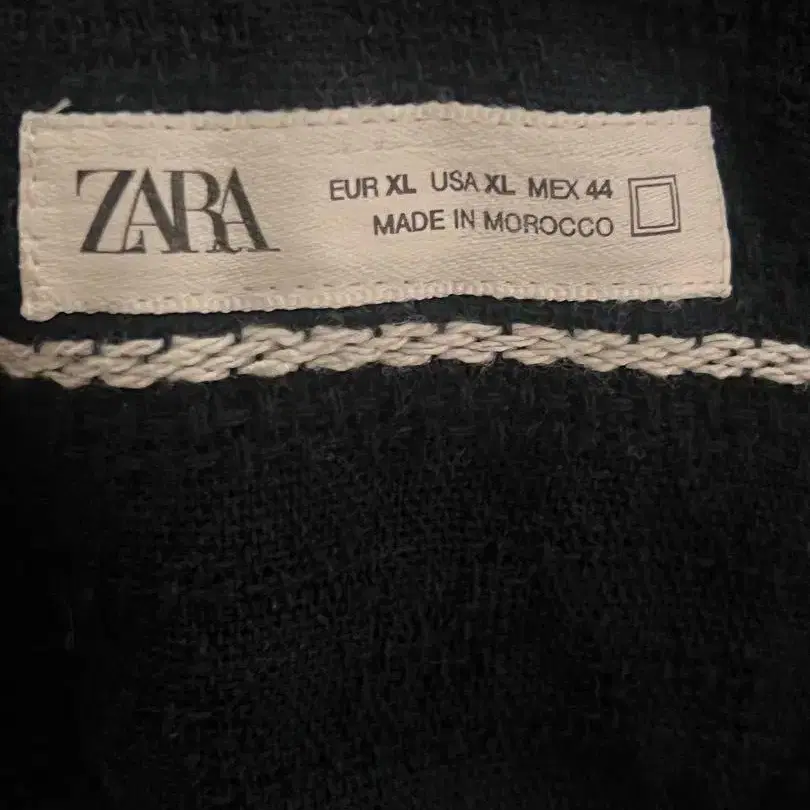 ZARA
EUR XL USA XL MEX 44
MADE IN MOROCCO